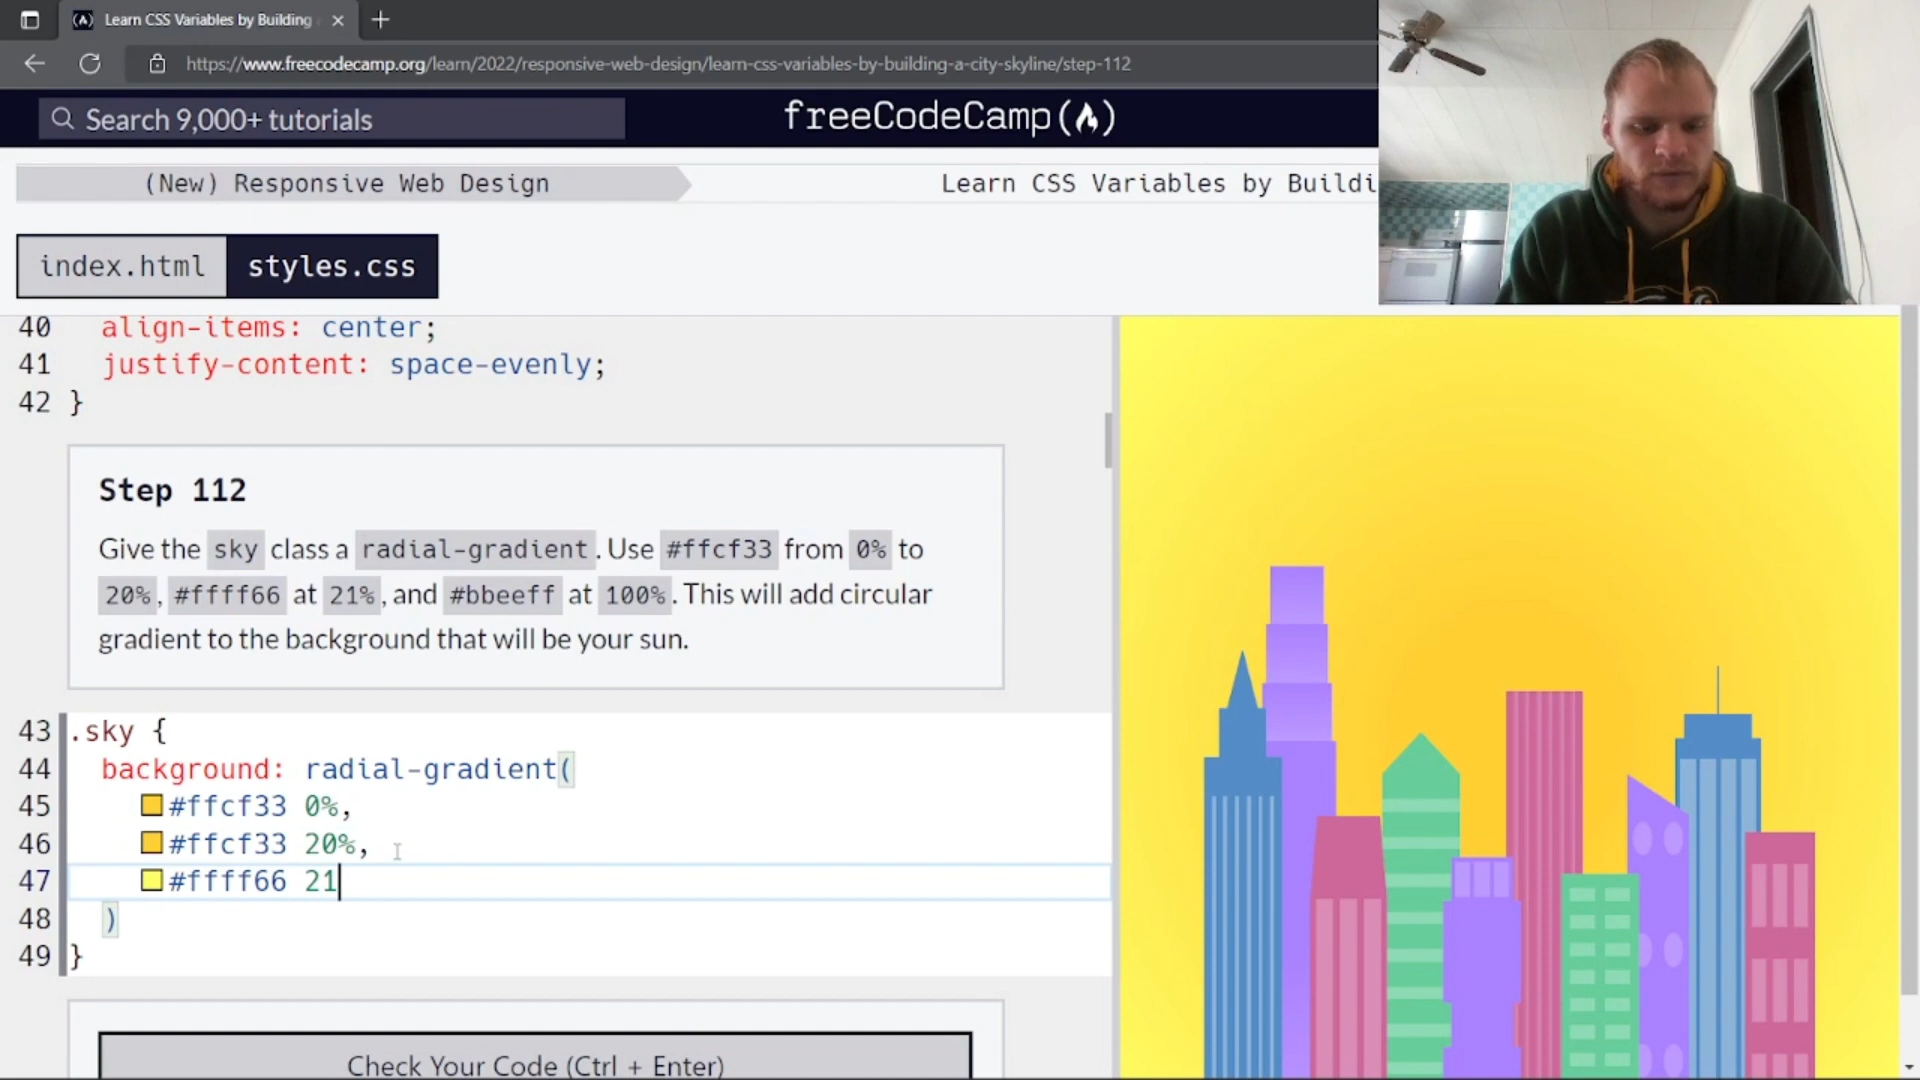 Learn CSS Variables by Building
https://www.freecodecamp.org/learn/2022/responsive-web-design/learn-css-variables-by-building-a-city-skyline/step-112
Search 9,000+ tutorials
freeCodeCamp(🔥)
(New) Responsive Web Design
Learn CSS Variables by Buildi
index.html
styles.css
40 align-items: center;
41 justify-content: space-evenly;
42 }
Step 112
Give the sky class a radial-gradient. Use #ffcf33 from 0% to
20%, #ffff66 at 21%, and #bbeeff at 100%. This will add circular
gradient to the background that will be your sun.
43 .sky {
44 background: radial-gradient(
45 #ffcf33 0%,
46 #ffcf33 20%,
47 #ffff66 21
48 )
49 }
Check Your Code (Ctrl + Enter)